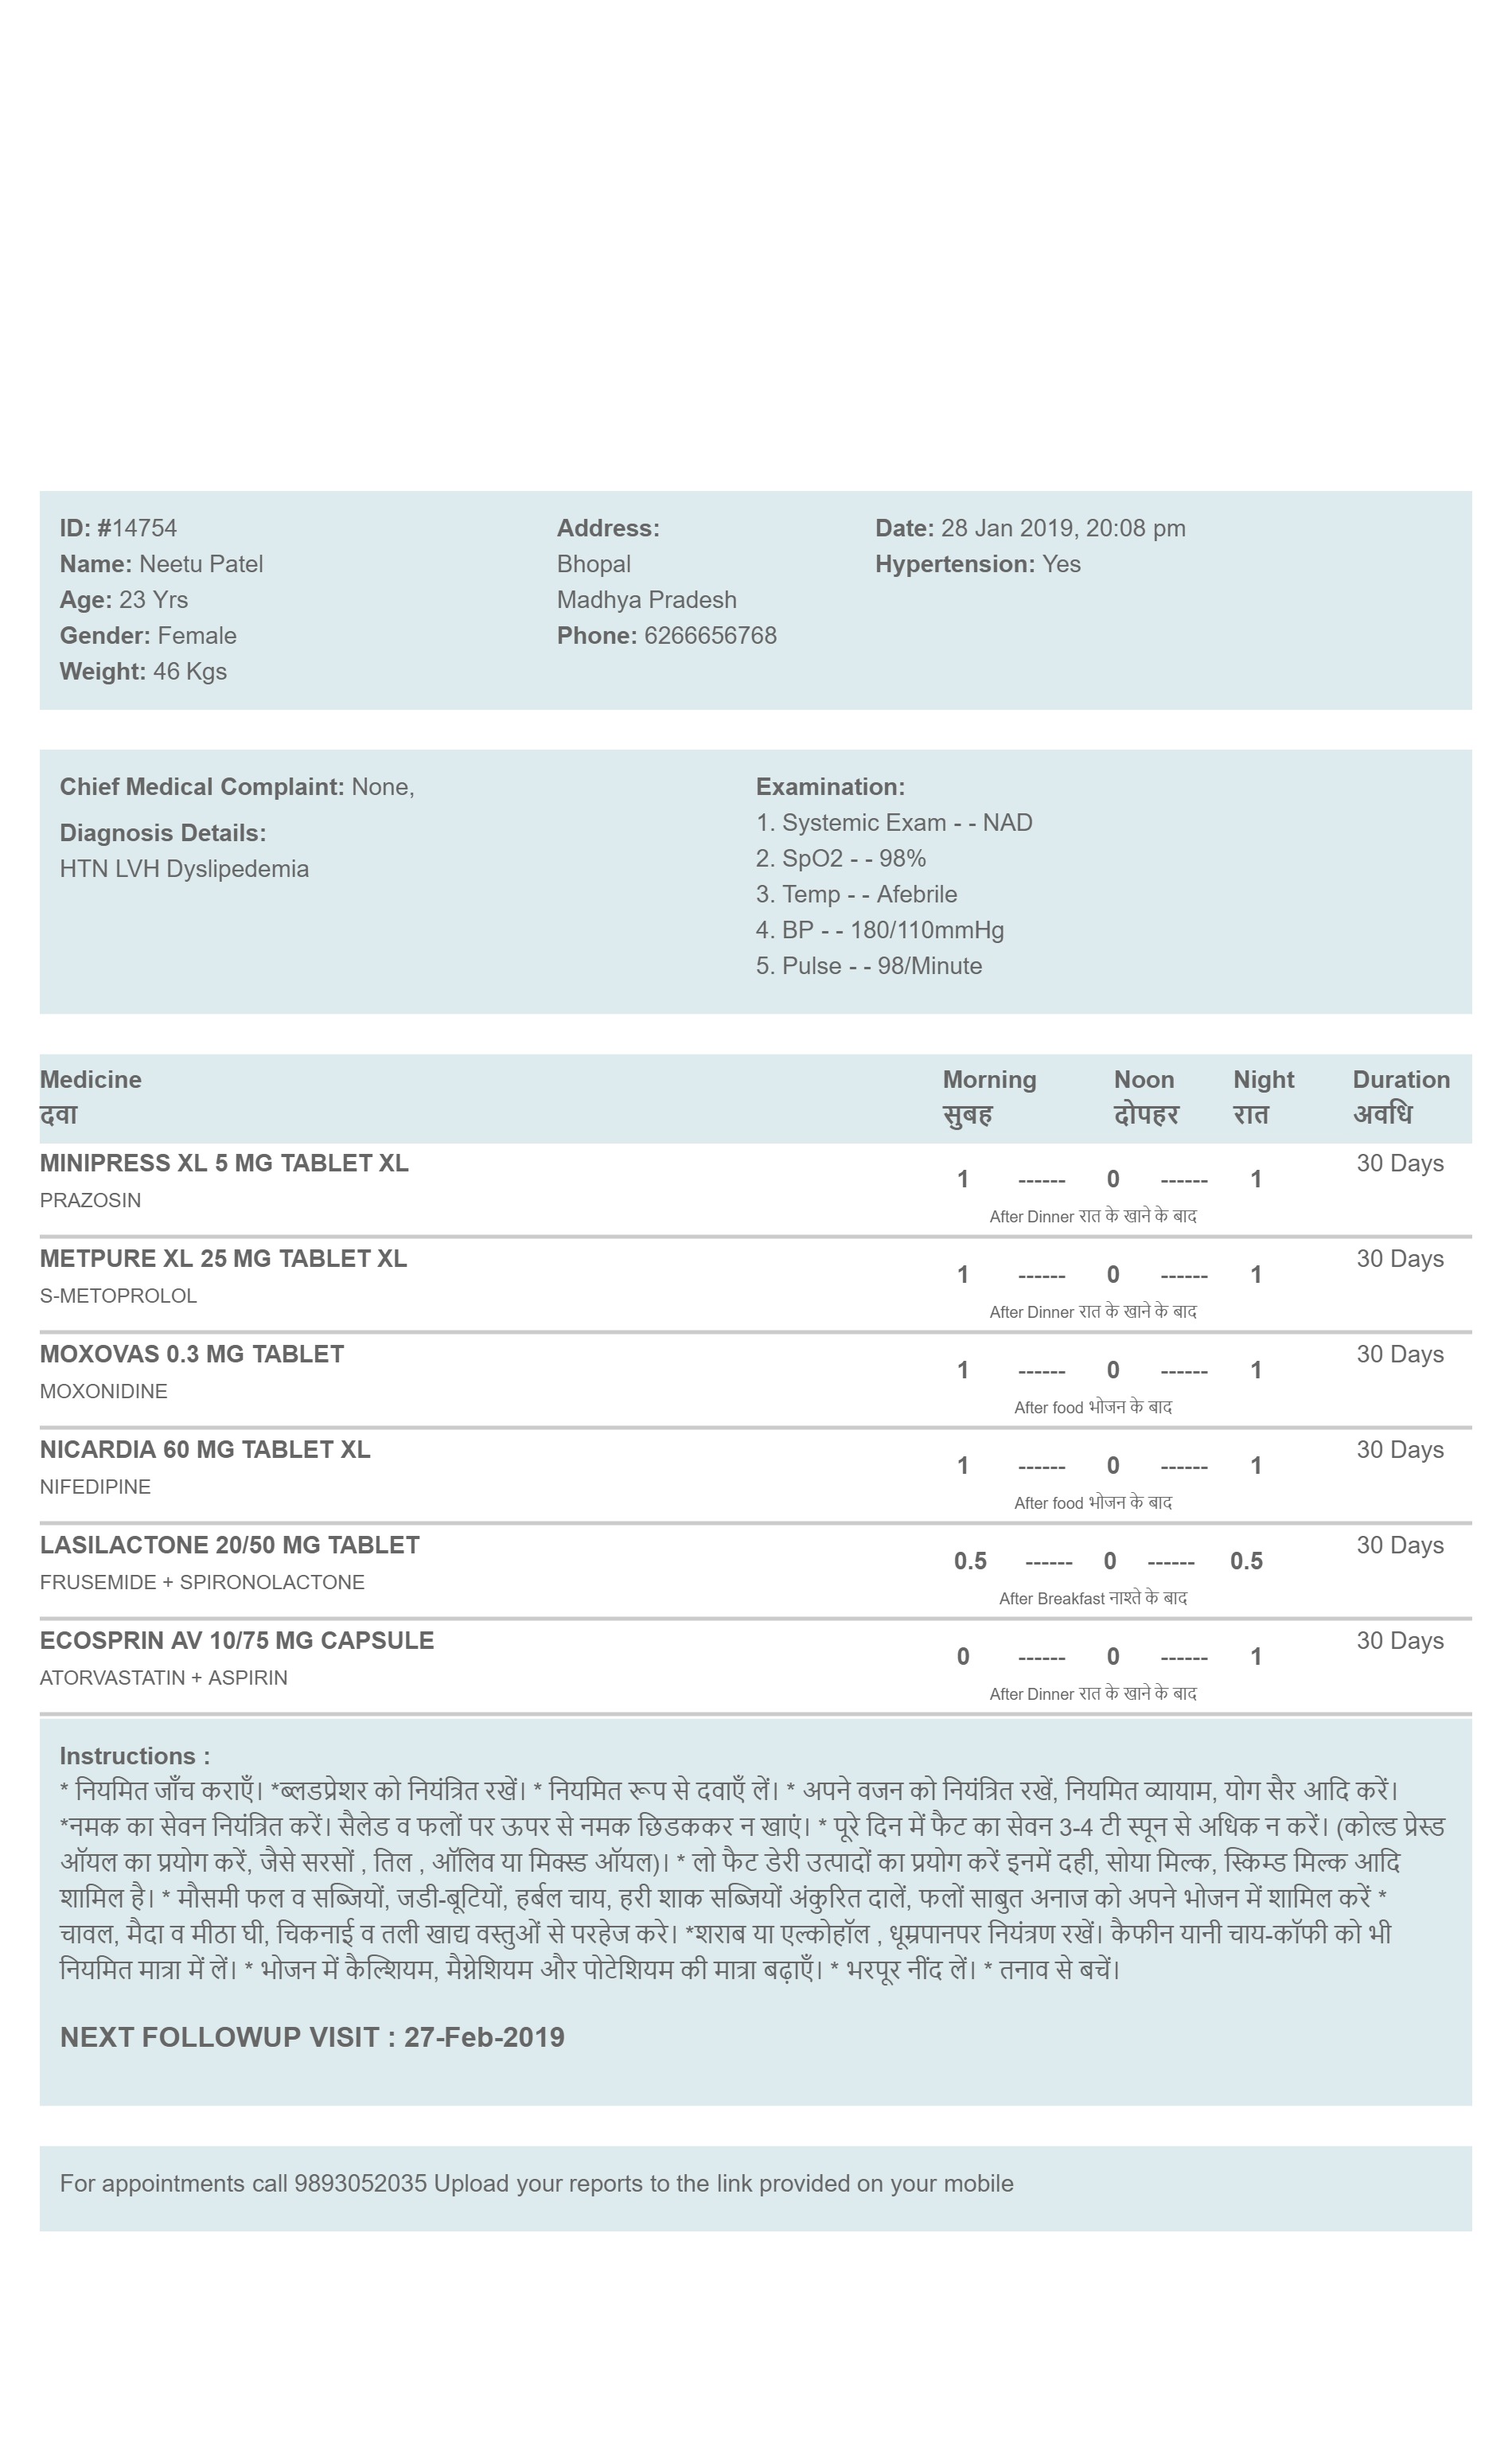 ID: #14754
Name: Neetu Patel
Age: 23 Yrs
Gender: Female
Weight: 46 Kgs
Address:
Bhopal
Madhya Pradesh
Phone: 6266656768
Date: 28 Jan 2019, 20:08 pm
Hypertension: Yes
Chief Medical Complaint: None,
Diagnosis Details:
HTN LVH Dyslipedemia
Examination:
1. Systemic Exam - - NAD
2. SpO2 - - 98%
3. Temp - - Afebrile
4. BP - - 180/110mmHg
5. Pulse - - 98/Minute
Medicine Morning Noon Night Duration
दवा सुबह दोपहर रात अवधि
MINIPRESS XL 5 MG TABLET XL 1 ------ 0 ------ 1 30 Days
PRAZOSIN After Dinner रात के खाने के बाद
METPURE XL 25 MG TABLET XL 1 ------ 0 ------ 1 30 Days
S-METOPROLOL After Dinner रात के खाने के बाद
MOXOVAS 0.3 MG TABLET 1 ------ 0 ------ 1 30 Days
MOXONIDINE After food भोजन के बाद
NICARDIA 60 MG TABLET XL 1 ------ 0 ------ 1 30 Days
NIFEDIPINE After food भोजन के बाद
LASILACTONE 20/50 MG TABLET 0.5 ------ 0 ------ 0.5 30 Days
FRUSEMIDE + SPIRONOLACTONE After Breakfast नाश्ते के बाद
ECOSPRIN AV 10/75 MG CAPSULE 0 ------ 0 ------ 1 30 Days
ATORVASTATIN + ASPIRIN After Dinner रात के खाने के बाद
Instructions :
* नियमित जाँच कराएँ। *ब्लडप्रेशर को नियंत्रित रखें। * नियमित रूप से दवाएँ लें। * अपने वजन को नियंत्रित रखें, नियमित व्यायाम, योग सैर आदि करें।
*नमक का सेवन नियंत्रित करें। सैलेड व फलों पर ऊपर से नमक छिडककर न खाएं। * पूरे दिन में फैट का सेवन 3-4 टी स्पून से अधिक न करें। (कोल्ड प्रेस्ड
ऑयल का प्रयोग करें, जैसे सरसों , तिल , ऑलिव या मिक्स्ड ऑयल)। * लो फैट डेरी उत्पादों का प्रयोग करें इनमें दही, सोया मिल्क, स्किम्ड मिल्क आदि
शामिल है। * मौसमी फल व सब्जियों, जडी-बूटियों, हर्बल चाय, हरी शाक सब्जियों अंकुरित दालें, फलों साबुत अनाज को अपने भोजन में शामिल करें *
चावल, मैदा व मीठा घी, चिकनाई व तली खाद्य वस्तुओं से परहेज करे। *शराब या एल्कोहॉल , धूम्रपानपर नियंत्रण रखें। कैफीन यानी चाय-कॉफी को भी
नियमित मात्रा में लें। * भोजन में कैल्शियम, मैग्नेशियम और पोटेशियम की मात्रा बढ़ाएँ। * भरपूर नींद लें। * तनाव से बचें।
NEXT FOLLOWUP VISIT : 27-Feb-2019
For appointments call 9893052035 Upload your reports to the link provided on your mobile